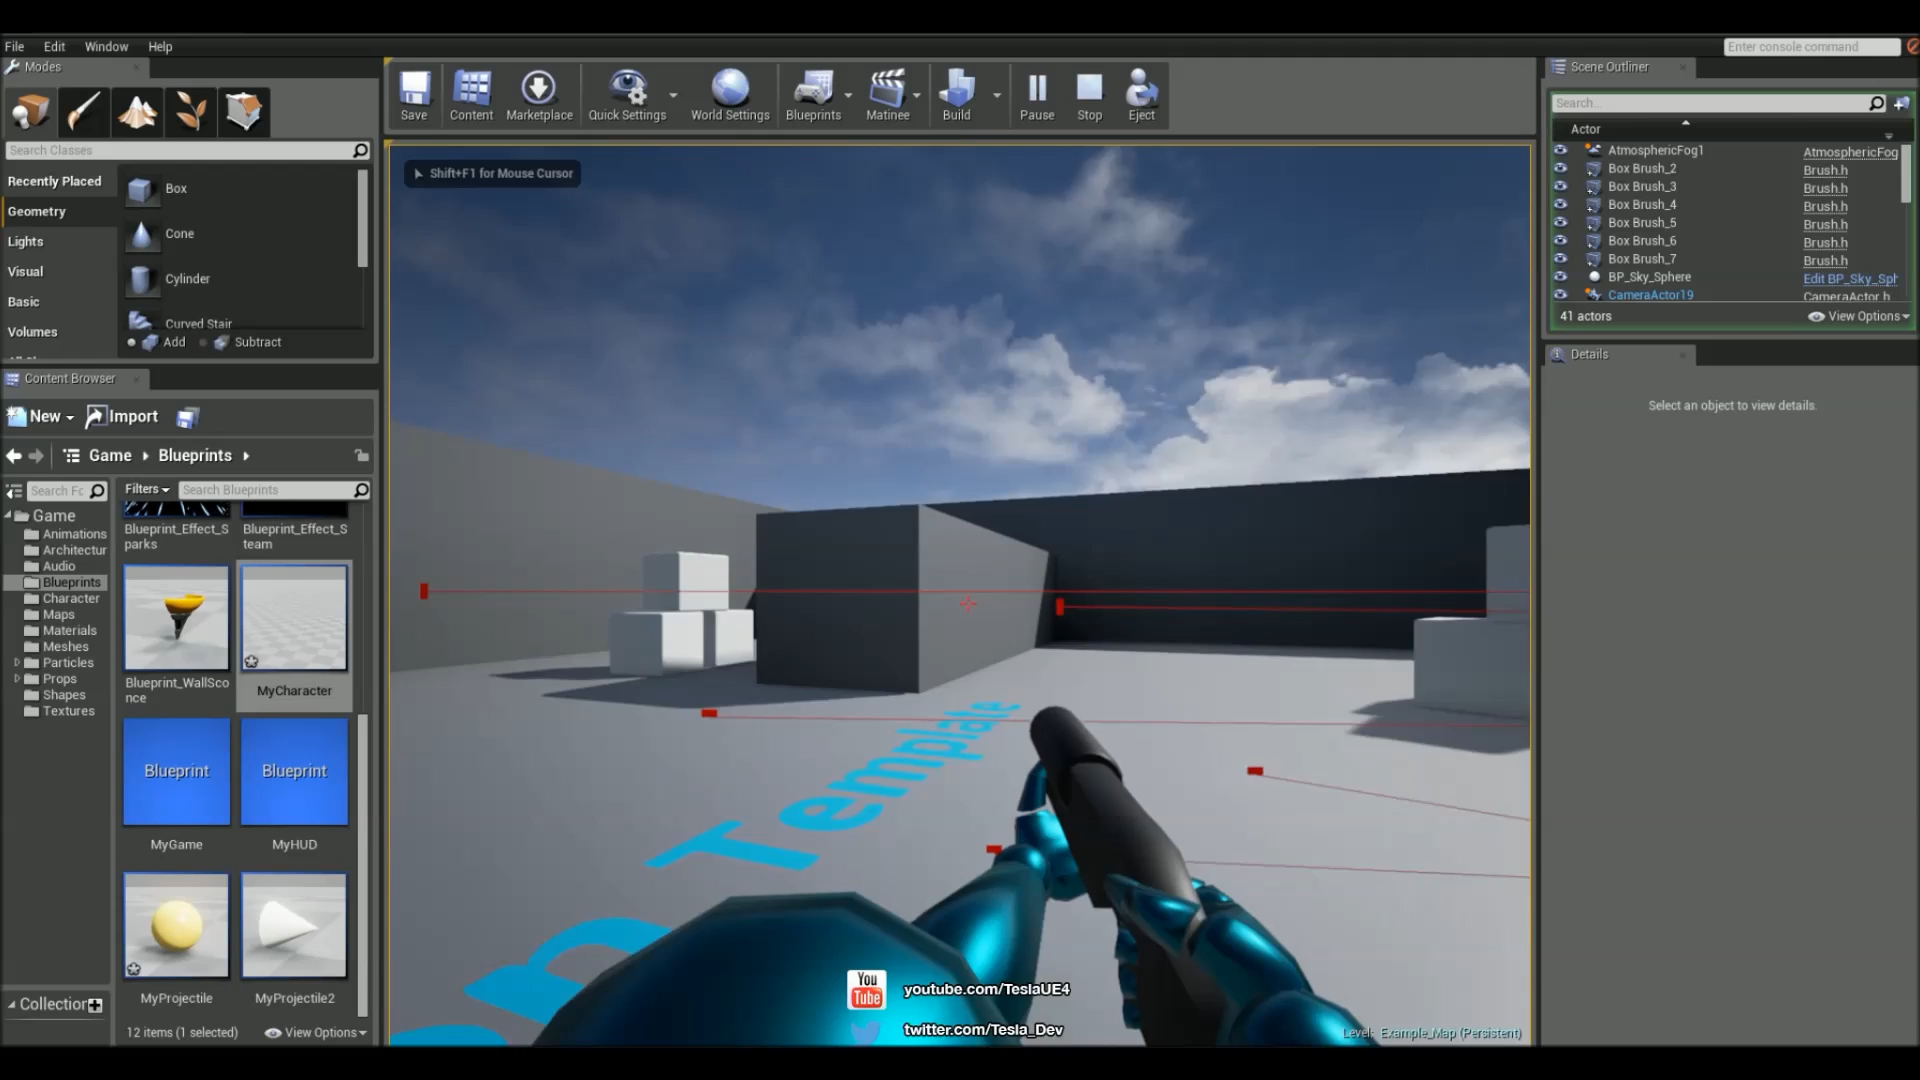 File Edit Window Help
Enter console command
Modes
Save Content Marketplace Quick Settings World Settings Blueprints Matinee Build Pause Stop Eject
Search Classes
Recently Placed
Geometry
Lights
Visual
Basic
Volumes
Box
Cone
Cylinder
Curved Stair
Add Subtract
Content Browser
New Import
Game Blueprints
Search Fc
Filters Search Blueprints
Game
Animations
Architectur
Audio
Blueprints
Character
Maps
Materials
Meshes
Particles
Props
Shapes
Textures
Collection
Blueprint_Effect_S
parks
Blueprint_Effect_S
team
Blueprint_WallSco
nce
MyCharacter
Blueprint
Blueprint
MyGame
MyHUD
MyProjectile
MyProjectile2
12 items (1 selected) View Options
Shift+F1 for Mouse Cursor
Template
You
Tube
youtube.com/TeslaUE4
twitter.com/Tesla_Dev
Level: Example_Map (Persistent)
Scene Outliner
Search...
Actor
AtmosphericFog1 AtmosphericFog
Box Brush_2 Brush.h
Box Brush_3 Brush.h
Box Brush_4 Brush.h
Box Brush_5 Brush.h
Box Brush_6 Brush.h
Box Brush_7 Brush.h
BP_Sky_Sphere Edit BP_Sky_Sph
CameraActor19 CameraActor.h
41 actors View Options
Details
Select an object to view details.